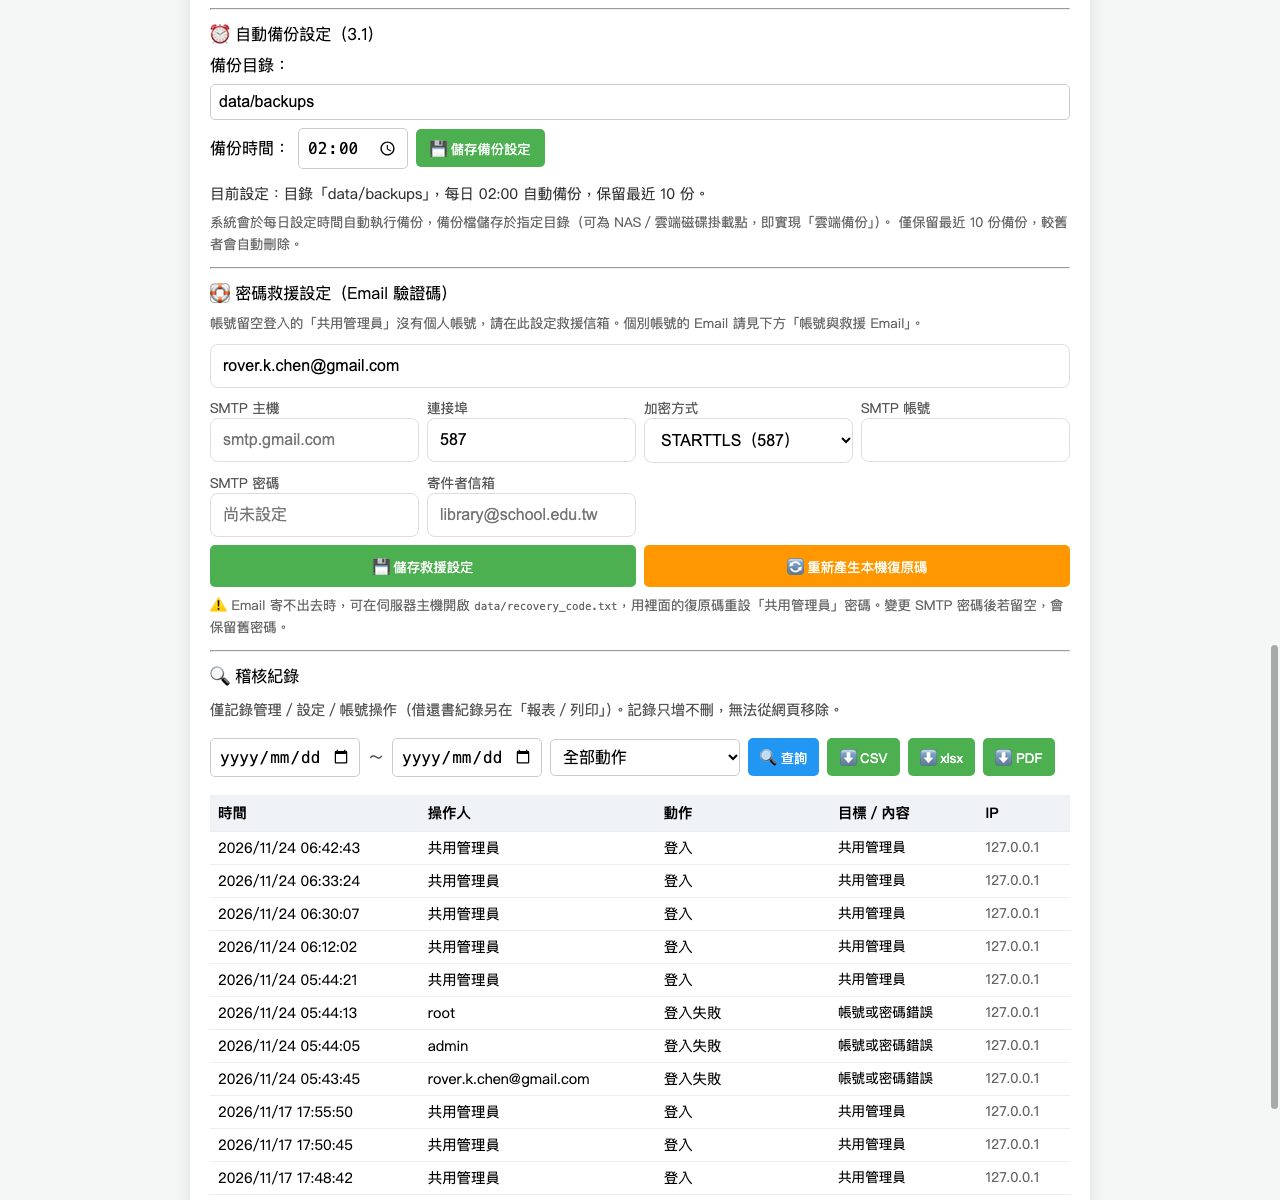 ⏰ 自動備份設定（3.1）
備份目錄：
data/backups
備份時間： 02:00 💾 儲存備份設定
目前設定：目錄「data/backups」，每日 02:00 自動備份，保留最近 10 份。
系統會於每日設定時間自動執行備份，備份檔儲存於指定目錄（可為 NAS / 雲端磁碟掛載點，即實現「雲端備份」）。 僅保留最近 10 份備份，較舊
者會自動刪除。
🛟 密碼救援設定（Email 驗證碼）
帳號留空登入的「共用管理員」沒有個人帳號，請在此設定救援信箱。個別帳號的 Email 請見下方「帳號與救援 Email」。
rover.k.chen@gmail.com
SMTP 主機 連接埠 加密方式 SMTP 帳號
smtp.gmail.com 587 STARTTLS（587）
SMTP 密碼 寄件者信箱
尚未設定 library@school.edu.tw
💾 儲存救援設定 🔄 重新產生本機復原碼
⚠️ Email 寄不出去時，可在伺服器主機開啟 data/recovery_code.txt，用裡面的復原碼重設「共用管理員」密碼。變更 SMTP 密碼後若留空，會
保留舊密碼。
🔍 稽核紀錄
僅記錄管理 / 設定 / 帳號操作（借還書紀錄另在「報表 / 列印」）。記錄只增不刪，無法從網頁移除。
yyyy/mm/dd ～ yyyy/mm/dd 全部動作 🔍 查詢 ⬇️ CSV ⬇️ xlsx ⬇️ PDF
時間 操作人 動作 目標 / 內容 IP
2026/11/24 06:42:43 共用管理員 登入 共用管理員 127.0.0.1
2026/11/24 06:33:24 共用管理員 登入 共用管理員 127.0.0.1
2026/11/24 06:30:07 共用管理員 登入 共用管理員 127.0.0.1
2026/11/24 06:12:02 共用管理員 登入 共用管理員 127.0.0.1
2026/11/24 05:44:21 共用管理員 登入 共用管理員 127.0.0.1
2026/11/24 05:44:13 root 登入失敗 帳號或密碼錯誤 127.0.0.1
2026/11/24 05:44:05 admin 登入失敗 帳號或密碼錯誤 127.0.0.1
2026/11/24 05:43:45 rover.k.chen@gmail.com 登入失敗 帳號或密碼錯誤 127.0.0.1
2026/11/17 17:55:50 共用管理員 登入 共用管理員 127.0.0.1
2026/11/17 17:50:45 共用管理員 登入 共用管理員 127.0.0.1
2026/11/17 17:48:42 共用管理員 登入 共用管理員 127.0.0.1